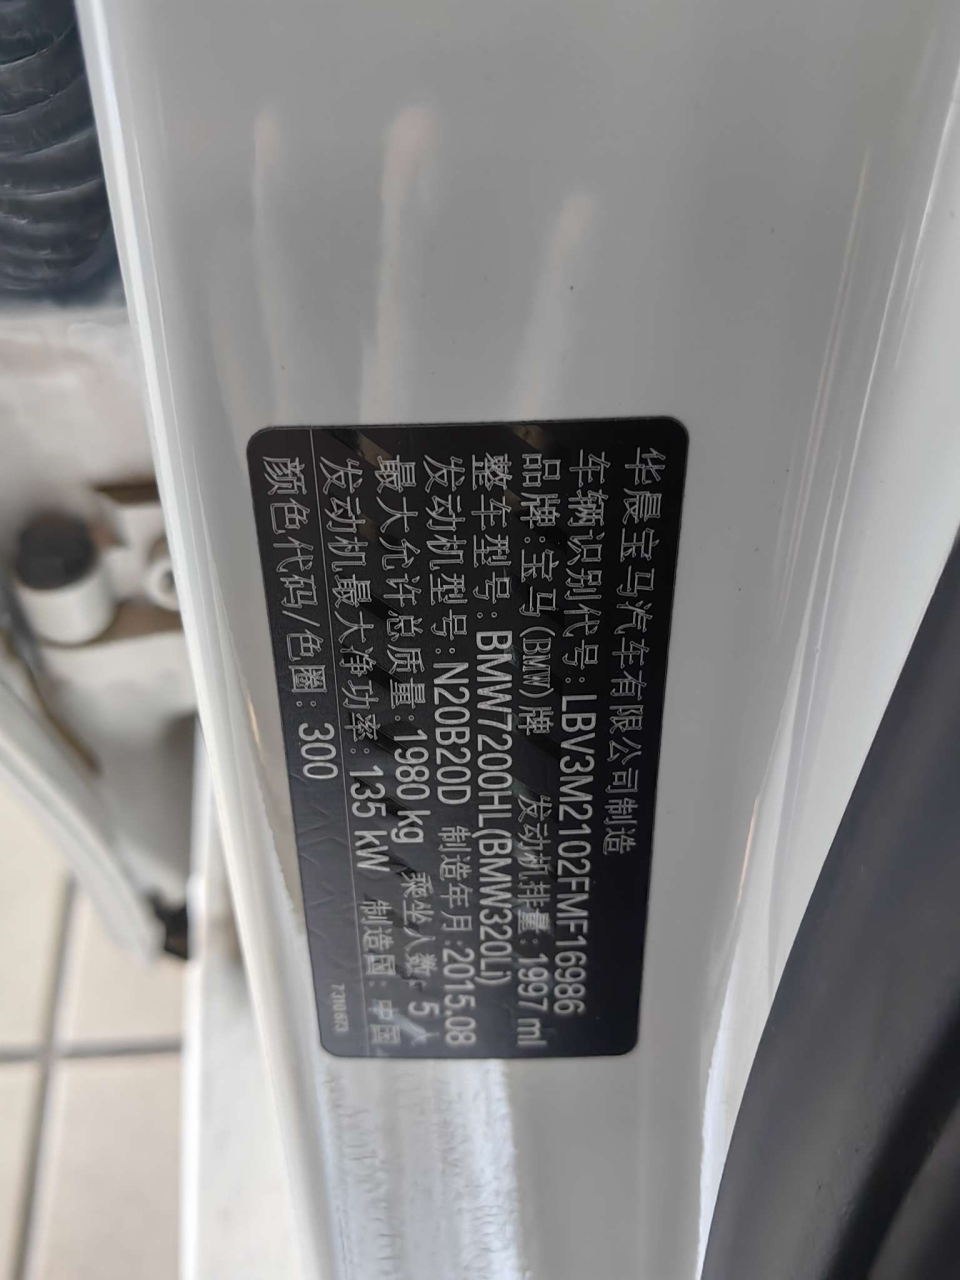 华晨宝马汽车有限公司制造
车辆识别代号:LBV3M2102FMF16986
品牌:宝马(BMW)牌 发动机排量:1997 ml
整车型号:BMW7200HL(BMW320Li)
发动机型号:N20B20D 制造年月:2015.08
最大允许总质量:1980 kg 乘坐人数:5人
发动机最大净功率:135 kW 制造国:中国
颜色代码/色圈:300
7310673